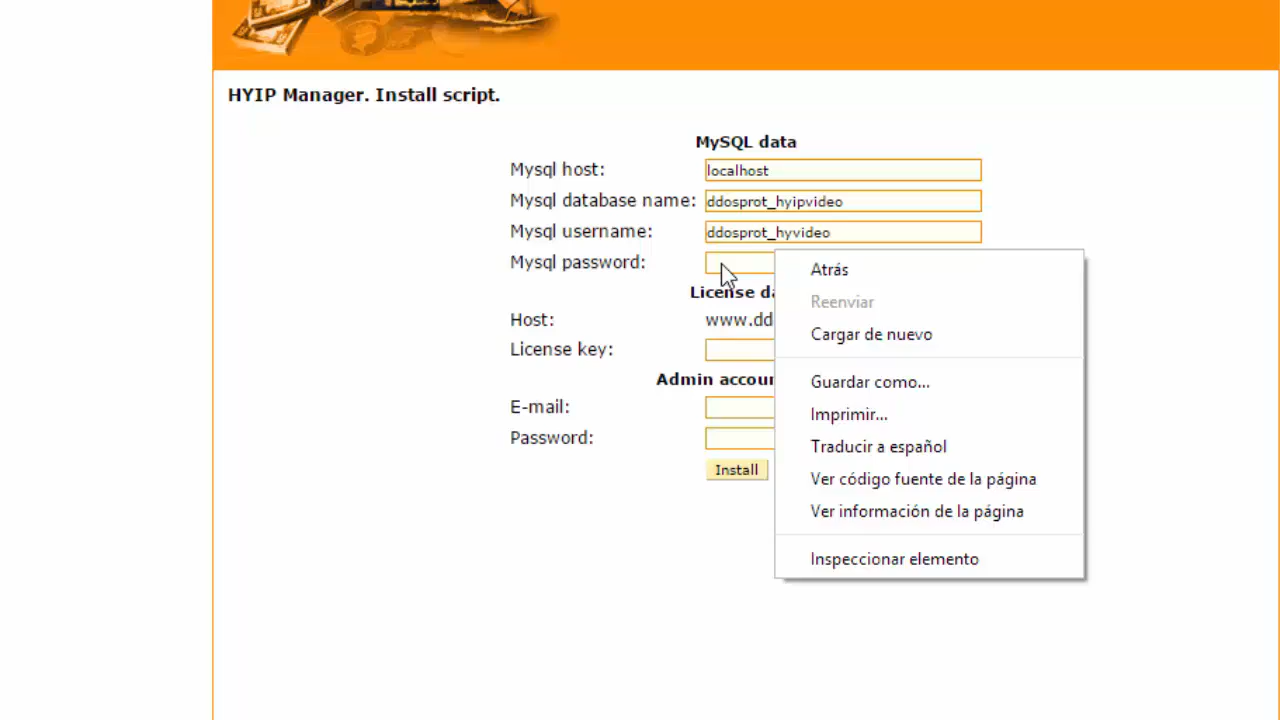 HYIP Manager. Install script.
MySQL data
Mysql host: localhost
Mysql database name: ddosprot_hyipvideo
Mysql username: ddosprot_hyvideo
Mysql password:
License
Host: www.dd
License key:
Admin
E-mail:
Password:
Install
Atrás
Reenviar
Cargar de nuevo
Guardar como...
Imprimir...
Traducir a español
Ver código fuente de la página
Ver información de la página
Inspeccionar elemento